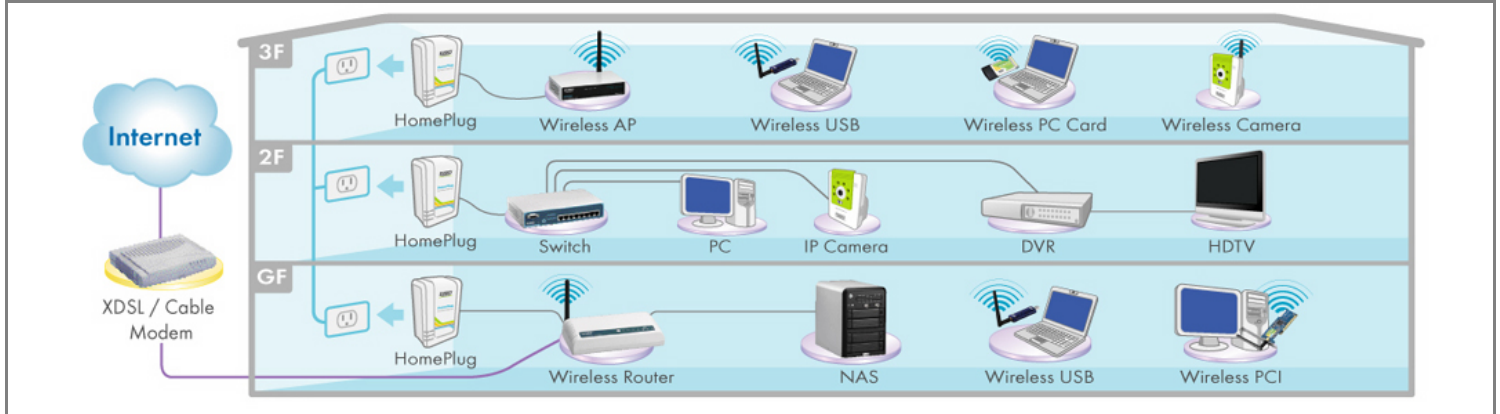 3F
HomePlug
Wireless AP
Wireless USB
Wireless PC Card
Wireless Camera
Internet
2F
HomePlug
Switch
PC
IP Camera
DVR
HDTV
XDSL / Cable
Modem
GF
HomePlug
Wireless Router
NAS
Wireless USB
Wireless PCI